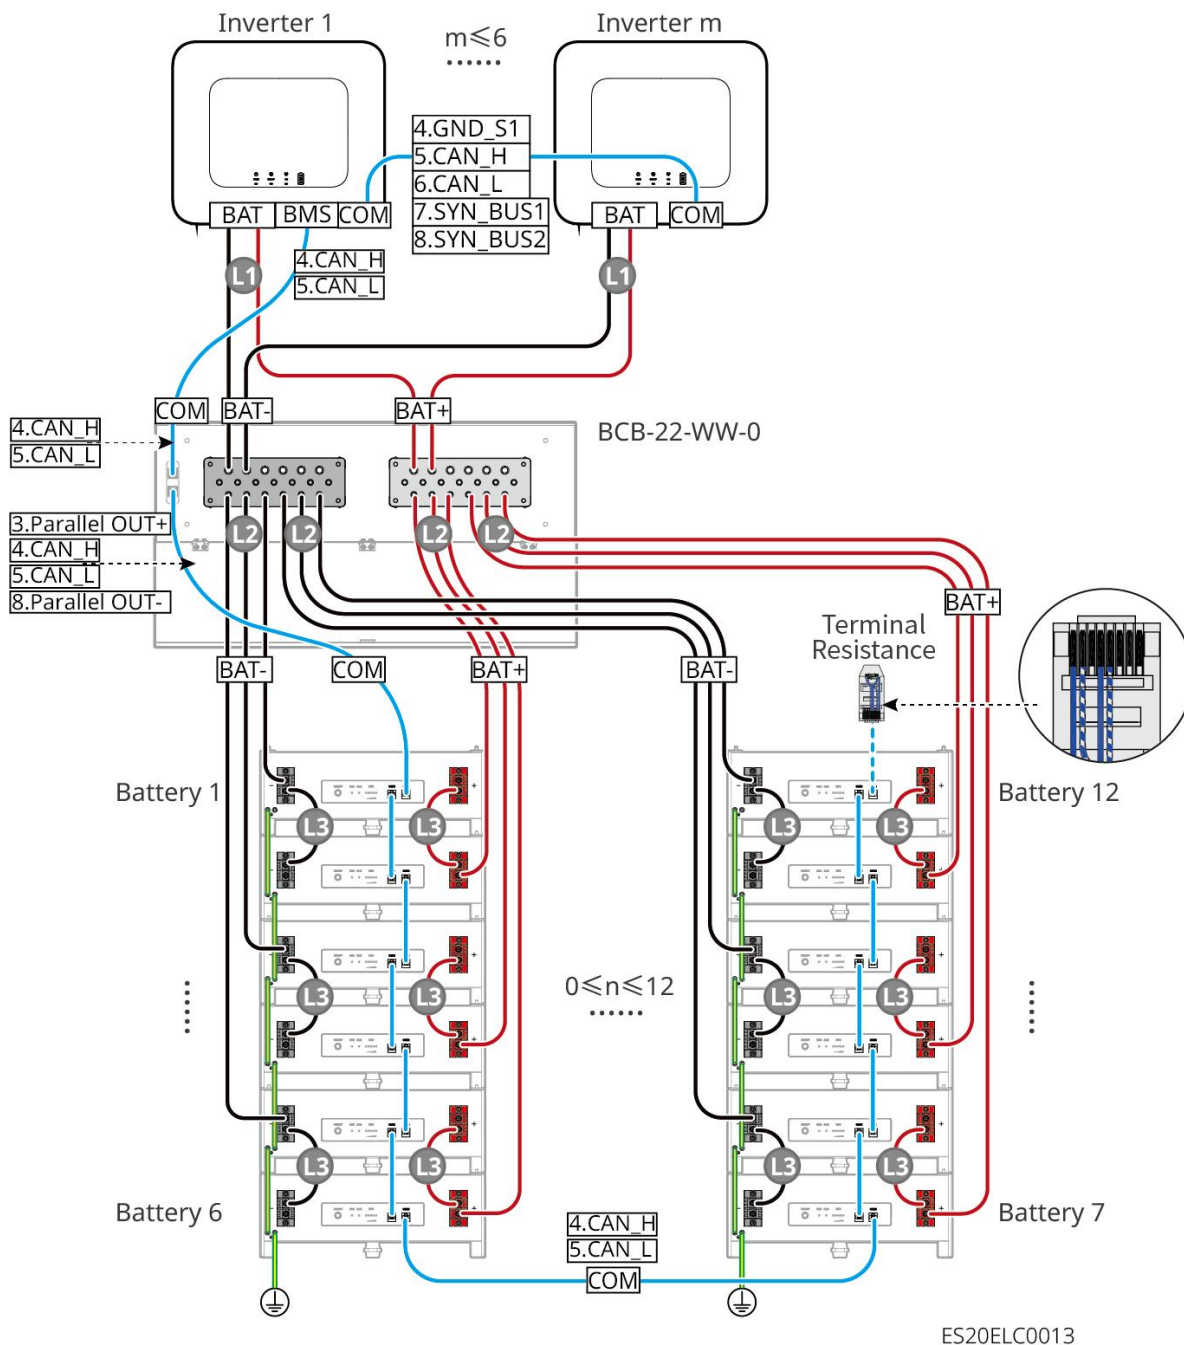 Inverter 1
m⩽6
Inverter m
4.GND_S1
5.CAN_H
6.CAN_L
7.SYN_BUS1
8.SYN_BUS2
BAT
BMS
COM
BAT
COM
4.CAN_H
5.CAN_L
L1
L1
COM
BAT-
BAT+
BCB-22-WW-0
4.CAN_H
5.CAN_L
3.Parallel OUT+
4.CAN_H
5.CAN_L
8.Parallel OUT-
L2
L2
L2
L2
BAT+
Terminal
Resistance
BAT-
COM
BAT+
BAT-
Battery 1
Battery 12
L3
L3
L3
L3
0⩽n⩽12
L3
L3
L3
L3
L3
L3
L3
L3
Battery 6
Battery 7
4.CAN_H
5.CAN_L
COM
ES20ELC0013